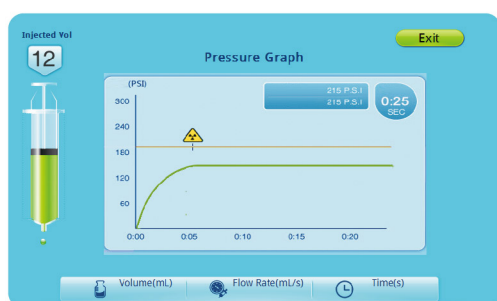 Injected Vol
12
Exit
Pressure Graph
(PSI)
215 P.S.I
215 P.S.I
0:25
SEC
300
240
180
120
60
0:00 0:05 0:10 0:15 0:20
Volume(mL) Flow Rate(mL/s) Time(s)